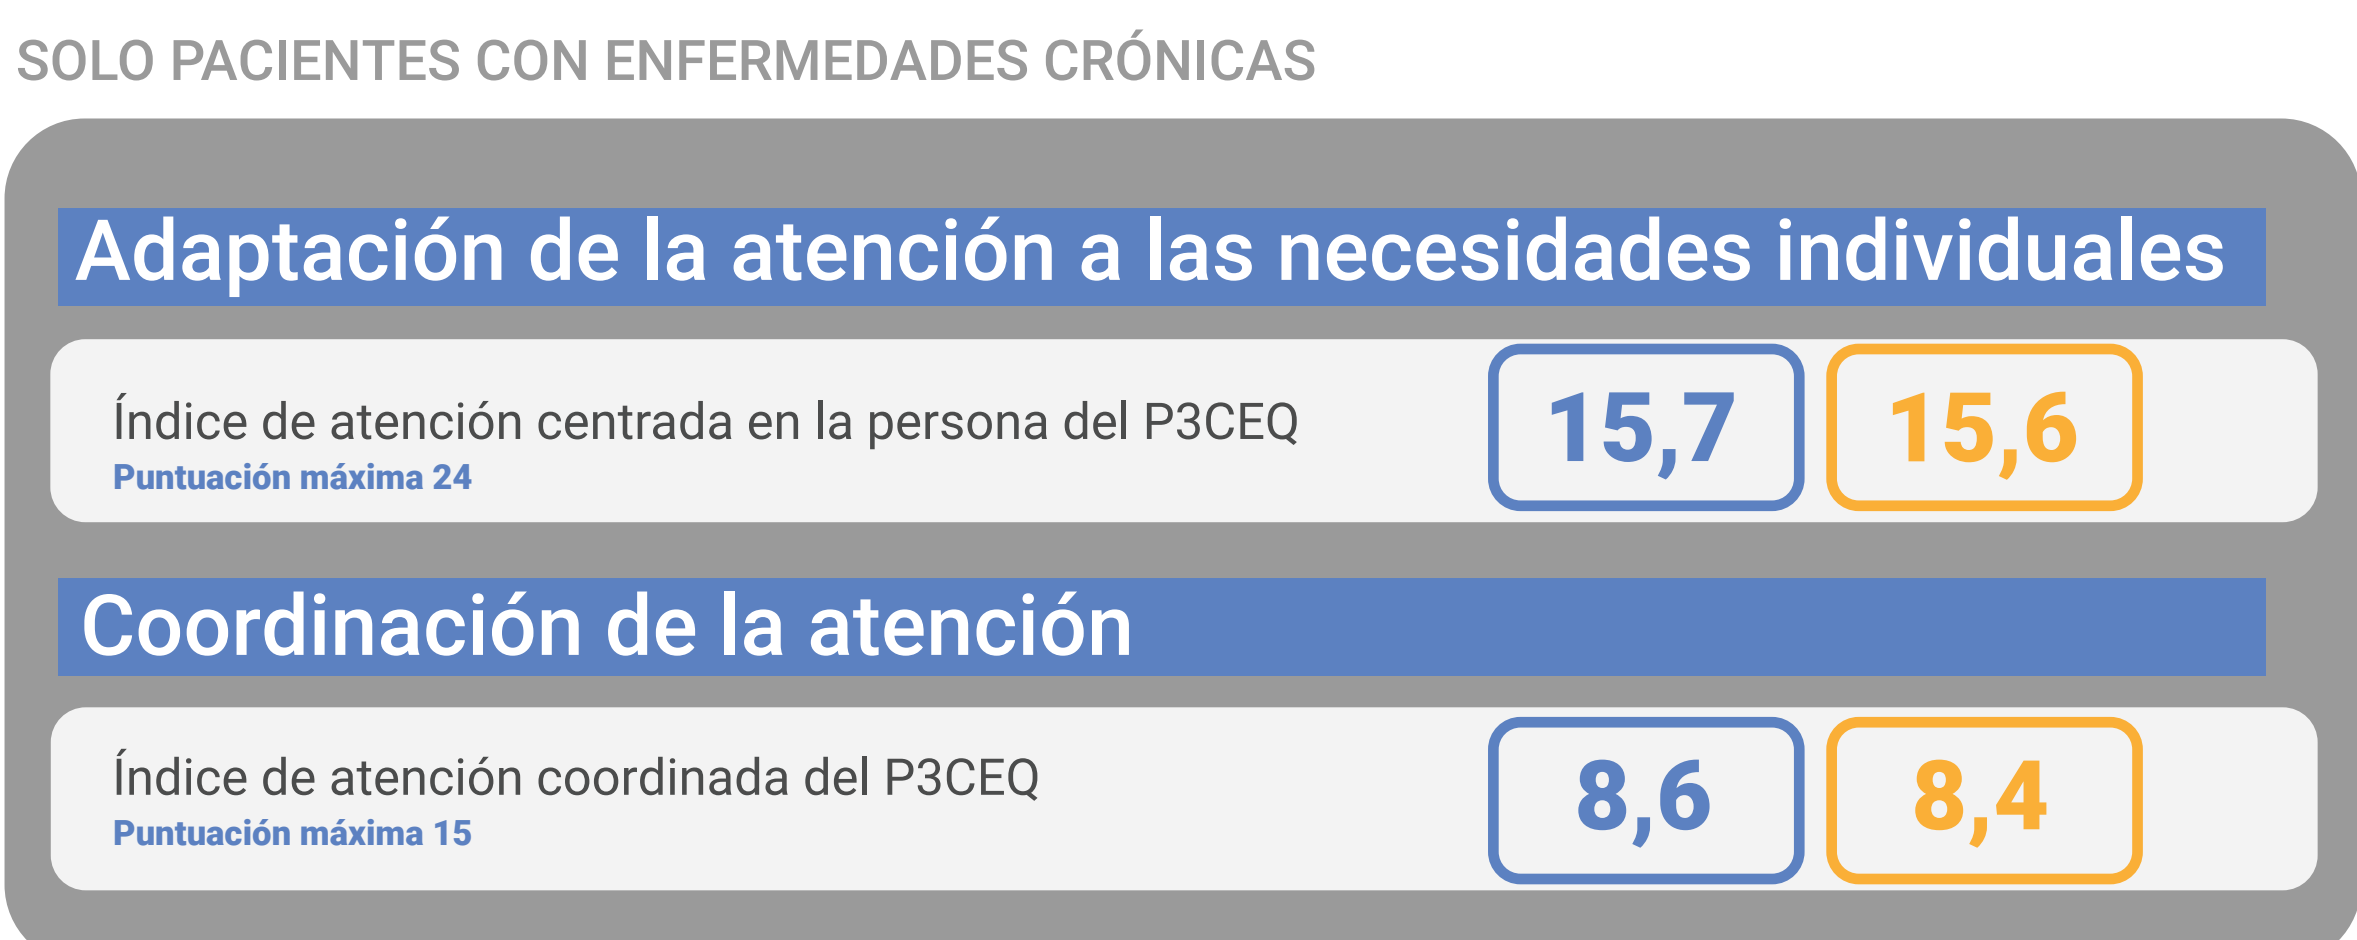 SOLO PACIENTES CON ENFERMEDADES CRÓNICAS
Adaptación de la atención a las necesidades individuales
Índice de atención centrada en la persona del P3CEQ
Puntuación máxima 24
15,7 15,6
Coordinación de la atención
Índice de atención coordinada del P3CEQ
Puntuación máxima 15
8,6 8,4